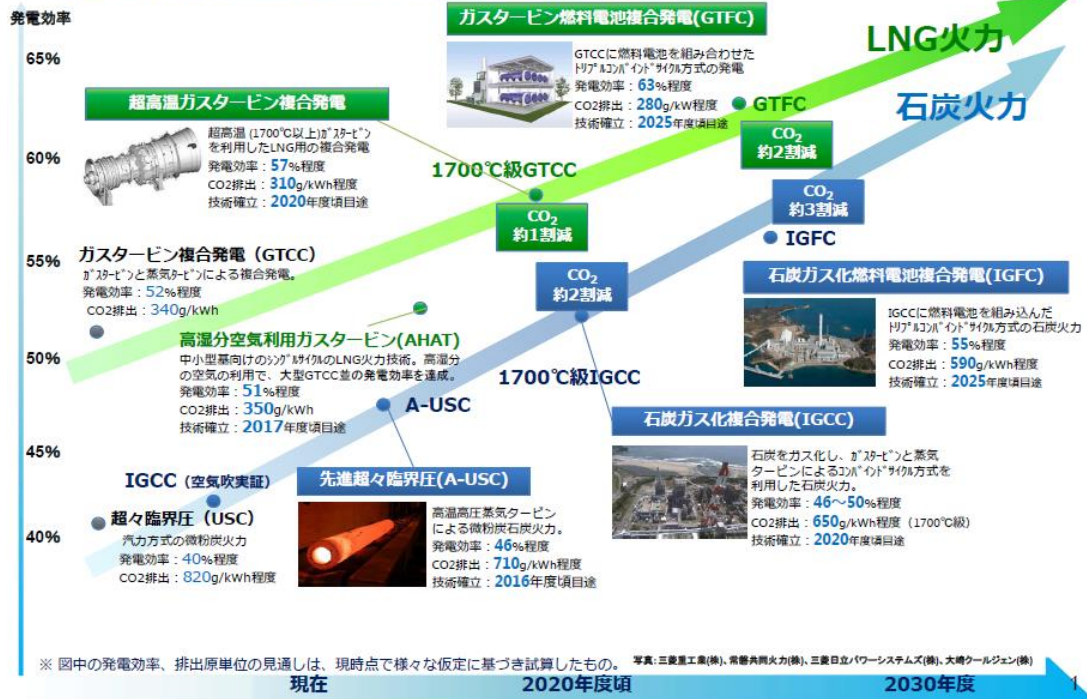 発電効率
65%
60%
55%
50%
45%
40%
ガスタービン燃料電池複合発電(GTFC)
GTCCに燃料電池を組み合わせた
ﾄﾘﾌﾟﾙｺﾝﾊﾞｲﾝﾄﾞｻｲｸﾙ方式の発電
発電効率：63%程度
CO2排出：280g/kW程度
技術確立：2025年度頃目途
LNG火力
石炭火力
GTFC
CO2
約2割減
超高温ガスタービン複合発電
超高温（1700℃以上）ｶﾞｽﾀｰﾋﾞﾝ
を利用したLNG用の複合発電
発電効率：57%程度
CO2排出：310g/kWh程度
技術確立：2020年度頃目途
1700℃級GTCC
CO2
約1割減
CO2
約3割減
IGFC
ガスタービン複合発電（GTCC）
ｶﾞｽﾀｰﾋﾞﾝと蒸気ﾀｰﾋﾞﾝによる複合発電。
発電効率：52%程度
CO2排出：340g/kWh
CO2
約2割減
石炭ガス化燃料電池複合発電(IGFC)
IGCCに燃料電池を組み込んだ
ﾄﾘﾌﾟﾙｺﾝﾊﾞｲﾝﾄﾞｻｲｸﾙ方式の石炭火力
発電効率：55%程度
CO2排出：590g/kWh程度
技術確立：2025年度頃目途
高湿分空気利用ガスタービン(AHAT)
中小型基向けのｼﾝｸﾞﾙｻｲｸﾙのLNG火力技術。高湿分
の空気の利用で、大型GTCC並の発電効率を達成。
発電効率：51%程度
CO2排出：350g/kWh
技術確立：2017年度頃目途
1700℃級IGCC
A-USC
石炭ガス化複合発電(IGCC)
石炭をガス化し、ｶﾞｽﾀｰﾋﾞﾝと蒸気
タービンによるｺﾝﾊﾞｲﾝﾄﾞｻｲｸﾙ方式を
利用した石炭火力。
発電効率：46～50%程度
CO2排出：650g/kWh程度（1700℃級）
技術確立：2020年度頃目途
IGCC（空気吹実証）
超々臨界圧（USC）
汽力方式の微粉炭火力
発電効率：40%程度
CO2排出：820g/kWh程度
先進超々臨界圧(A-USC)
高温高圧蒸気タービン
による微粉炭石炭火力。
発電効率：46%程度
CO2排出：710g/kWh程度
技術確立：2016年度頃目途
※ 図中の発電効率、排出原単位の見通しは、現時点で様々な仮定に基づき試算したもの。
写真：三菱重工業(株)、常磐共同火力(株)、三菱日立パワーシステムズ(株)、大崎クールジェン(株)
現在
2020年度頃
2030年度
1